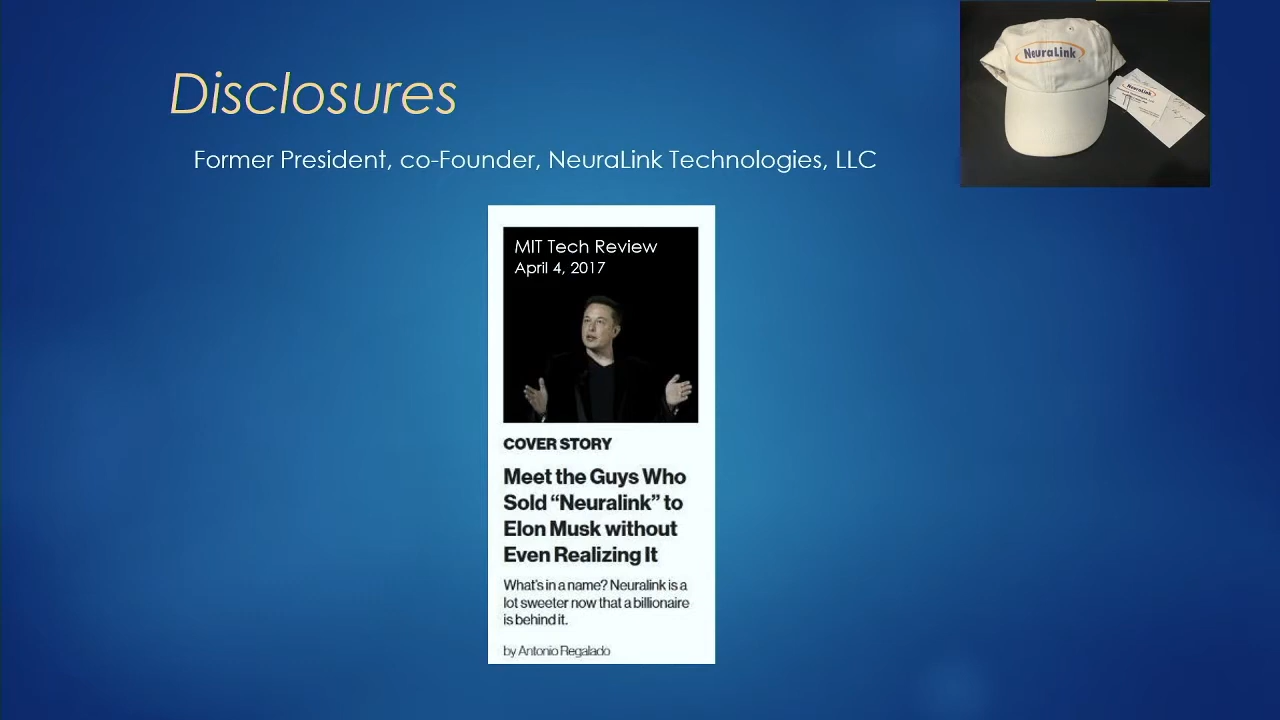 Disclosures
Former President, co-Founder, NeuraLink Technologies, LLC
NeuraLink
NeuraLink
MIT Tech Review
April 4, 2017
COVER STORY
Meet the Guys Who
Sold “Neuralink” to
Elon Musk without
Even Realizing It
What's in a name? Neuralink is a
lot sweeter now that a billionaire
is behind it.
by Antonio Regalado